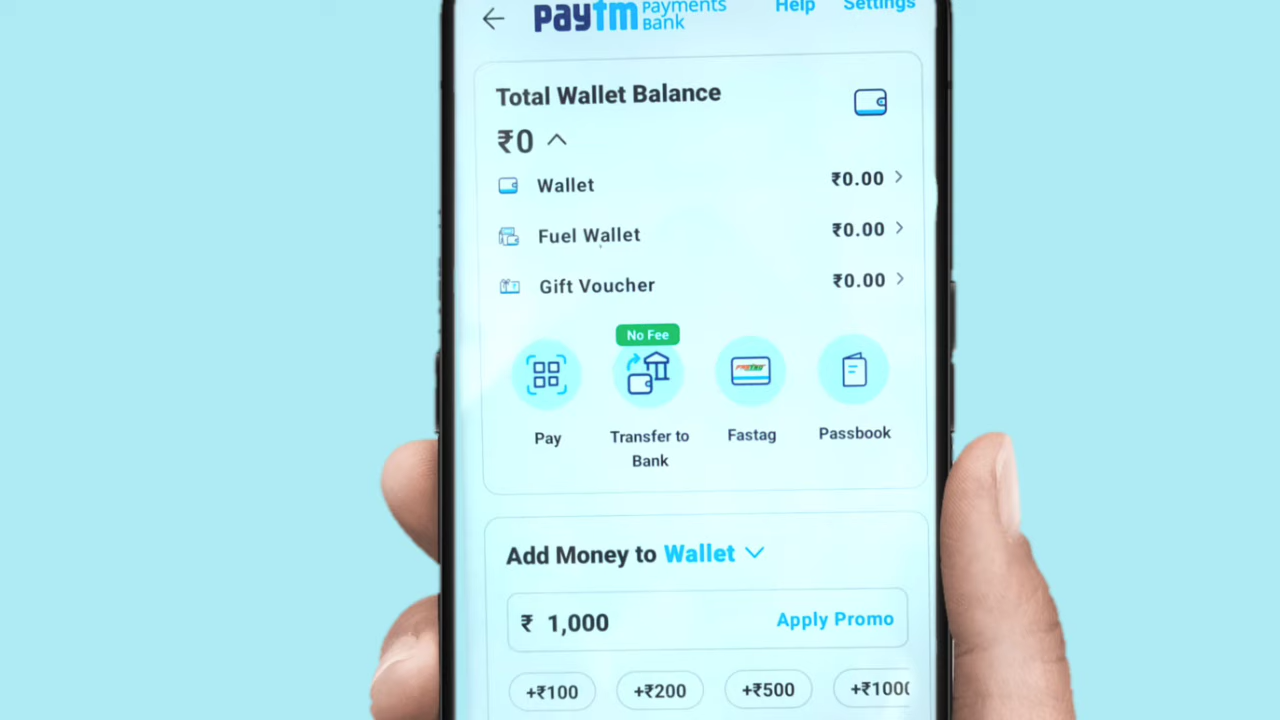 paytm Payments Bank
Help
Settings
Total Wallet Balance
₹0
Wallet ₹0.00
Fuel Wallet ₹0.00
Gift Voucher ₹0.00
No Fee
Pay
Transfer to Bank
Fastag
Passbook
Add Money to Wallet
₹ 1,000 Apply Promo
+₹100 +₹200 +₹500 +₹1000